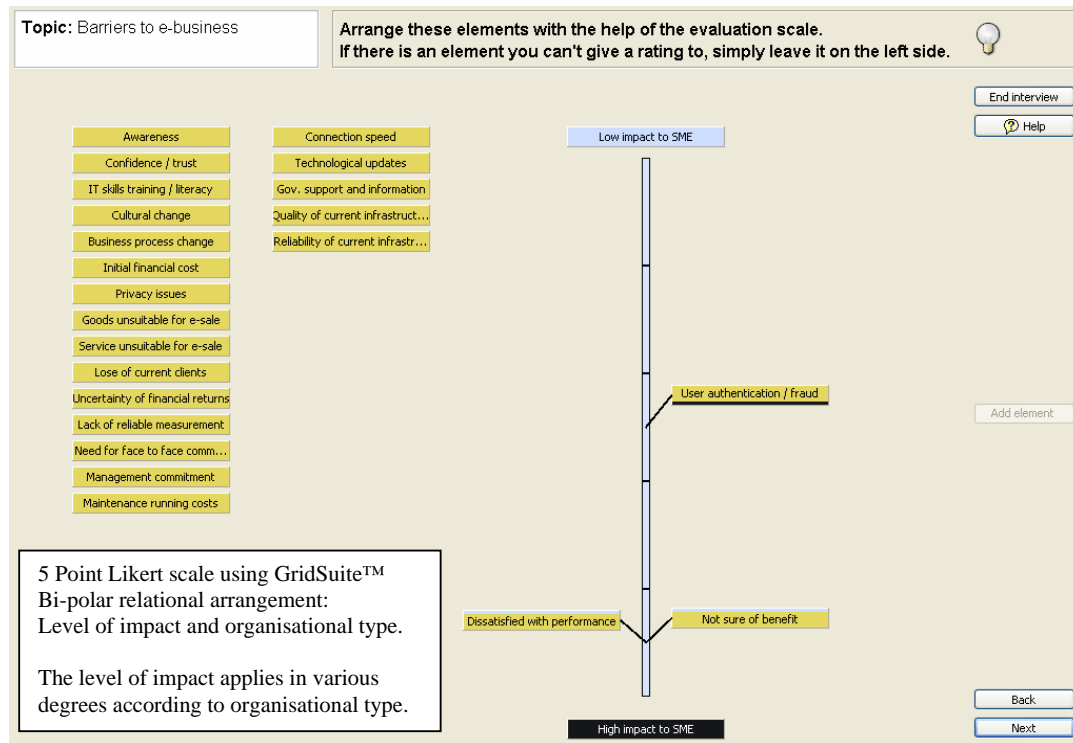 Topic: Barriers to e-business
Arrange these elements with the help of the evaluation scale.
If there is an element you can't give a rating to, simply leave it on the left side.
End interview
Help
Awareness
Confidence / trust
IT skills training / literacy
Cultural change
Business process change
Initial financial cost
Privacy issues
Goods unsuitable for e-sale
Service unsuitable for e-sale
Lose of current clients
Uncertainty of financial returns
Lack of reliable measurement
Need for face to face comm...
Management commitment
Maintenance running costs
Connection speed
Technological updates
Gov. support and information
Quality of current infrastruct...
Reliability of current infrastr...
Low impact to SME
User authentication / fraud
Add element
Dissatisfied with performance
Not sure of benefit
High impact to SME
5 Point Likert scale using GridSuite™
Bi-polar relational arrangement:
Level of impact and organisational type.
The level of impact applies in various
degrees according to organisational type.
Back
Next